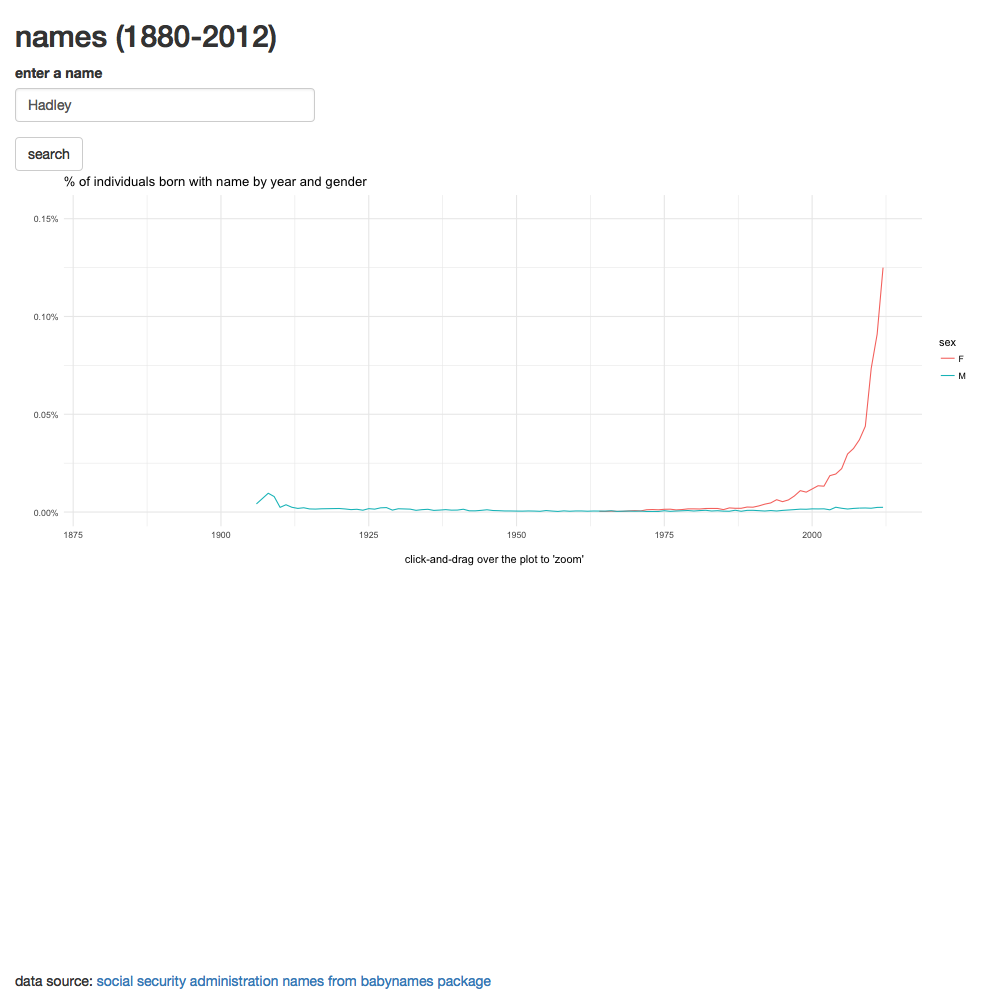 names (1880-2012)
enter a name
Hadley
search
% of individuals born with name by year and gender
0.15%
0.10%
0.05%
0.00%
1875 1900 1925 1950 1975 2000
sex
F
M
click-and-drag over the plot to 'zoom'
data source: social security administration names from babynames package